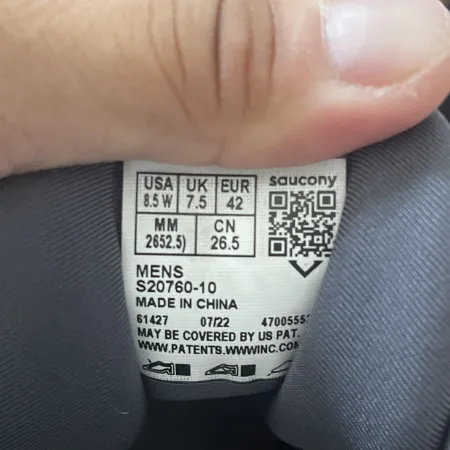 USA UK EUR saucony
8.5 W 7.5 42
MM CN
2652.5) 26.5
MENS
S20760-10
MADE IN CHINA
61427 07/22
MAY BE COVERED BY US PAT.
WWW.PATENTS.WWWINC.COM